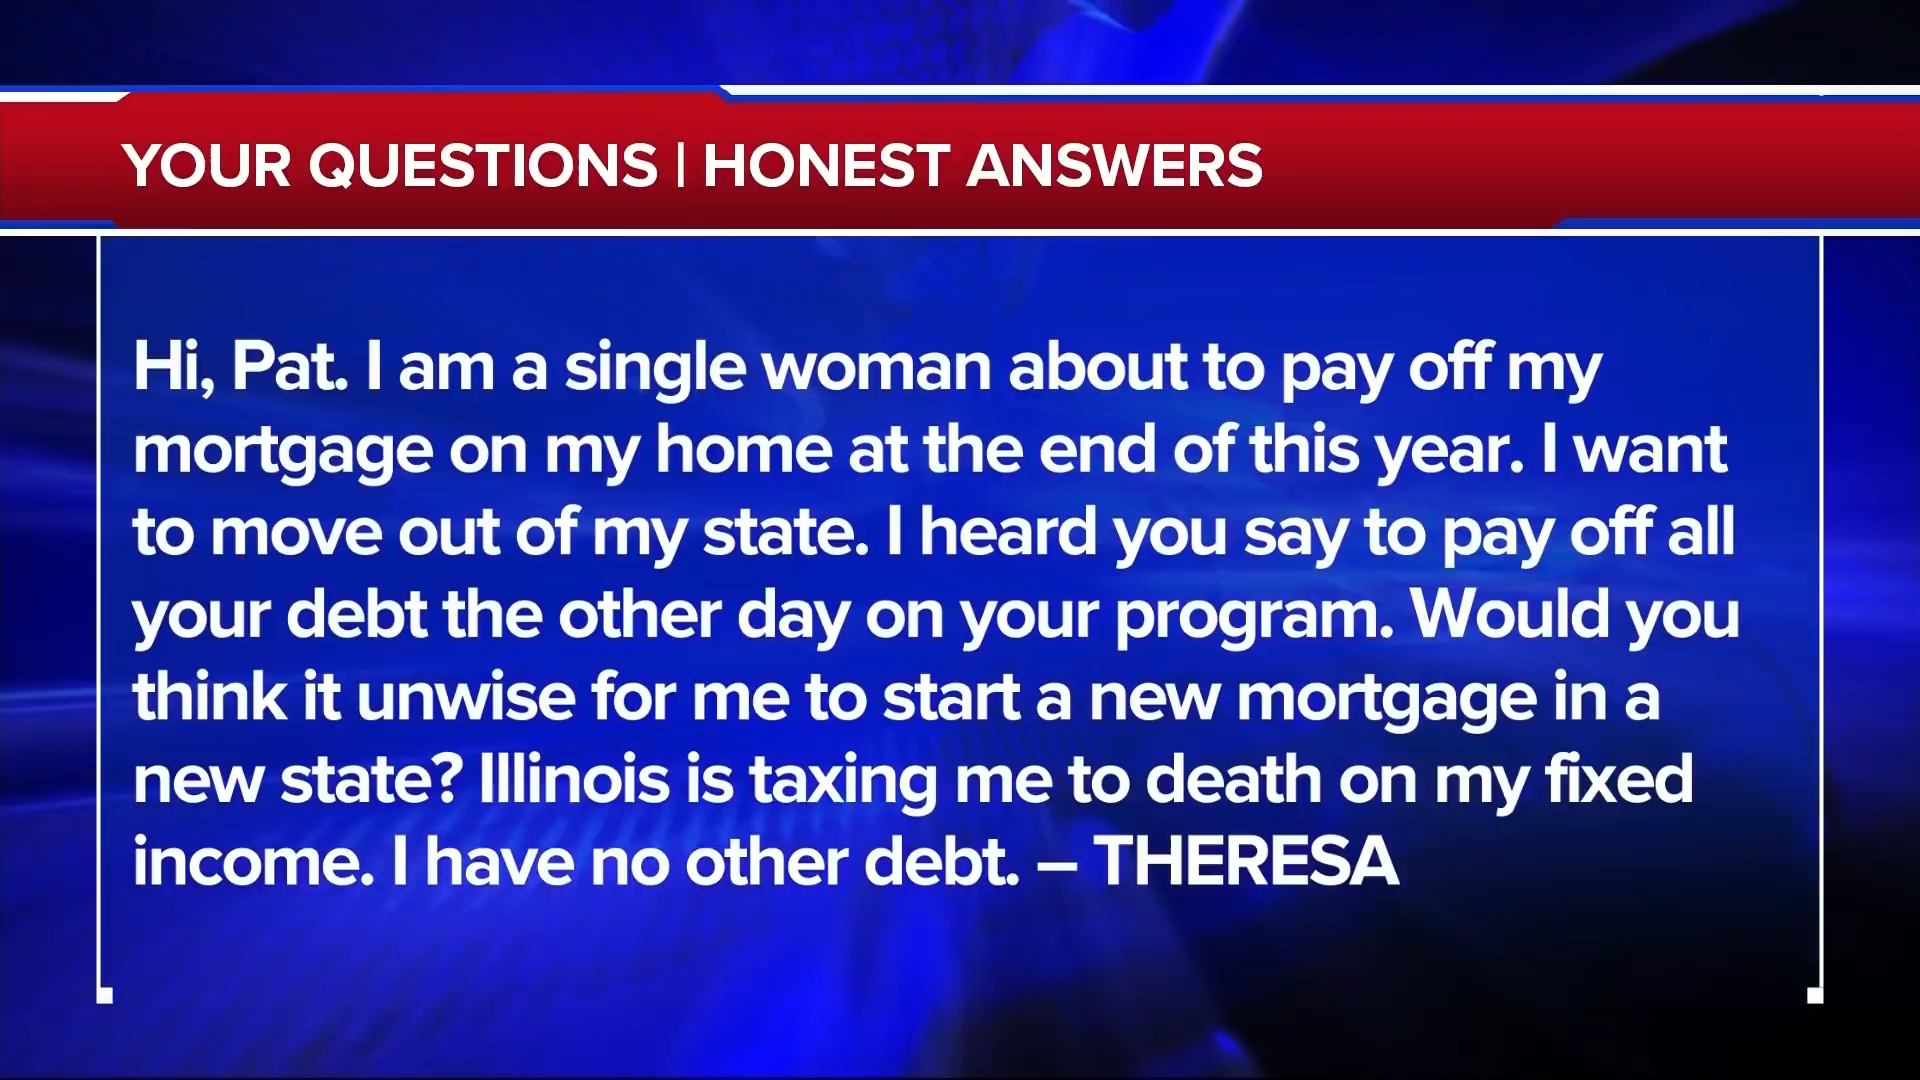 YOUR QUESTIONS | HONEST ANSWERS
Hi, Pat. I am a single woman about to pay off my
mortgage on my home at the end of this year. I want
to move out of my state. I heard you say to pay off all
your debt the other day on your program. Would you
think it unwise for me to start a new mortgage in a
new state? Illinois is taxing me to death on my fixed
income. I have no other debt. – THERESA